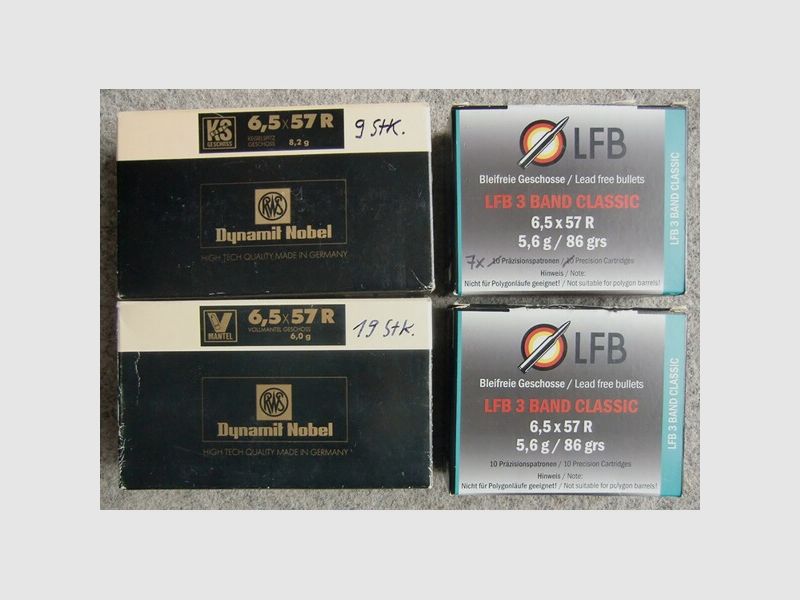 KS
GESCHOSS
6,5x57 R
KEGELSPITZ
GESCHOSS
8,2 g
9 Stk.
RWS
Dynamit Nobel
HIGH TECH QUALITY MADE IN GERMANY
V
MANTEL
6,5x57 R
VOLLMANTEL GESCHOSS
6,0 g
19 Stk.
RWS
Dynamit Nobel
HIGH TECH QUALITY MADE IN GERMANY
LFB
Bleifreie Geschosse / Lead free bullets
LFB 3 BAND CLASSIC
6,5 x 57 R
5,6 g / 86 grs
7x 10 Präzisionspatronen / 10 Precision Cartridges
Hinweis / Note:
Nicht für Polygonläufe geeignet! / Not suitable for polygon barrels!
LFB 3 BAND CLASSIC
LFB
Bleifreie Geschosse / Lead free bullets
LFB 3 BAND CLASSIC
6,5 x 57 R
5,6 g / 86 grs
10 Präzisionspatronen / 10 Precision Cartridges
Hinweis / Note:
Nicht für Polygonläufe geeignet! / Not suitable for polygon barrels!
LFB 3 BAND CLASSIC